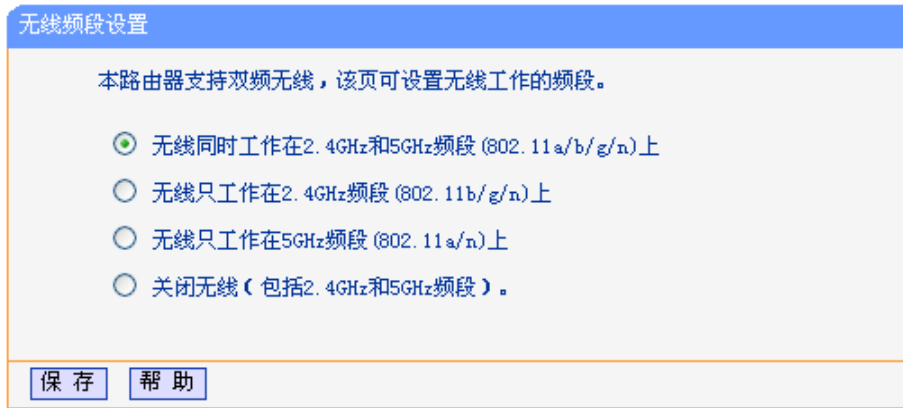 无线频段设置
本路由器支持双频无线，该页可设置无线工作的频段。
无线同时工作在2.4GHz和5GHz频段(802.11a/b/g/n)上
无线只工作在2.4GHz频段(802.11b/g/n)上
无线只工作在5GHz频段(802.11a/n)上
关闭无线（包括2.4GHz和5GHz频段）。
保 存 帮 助